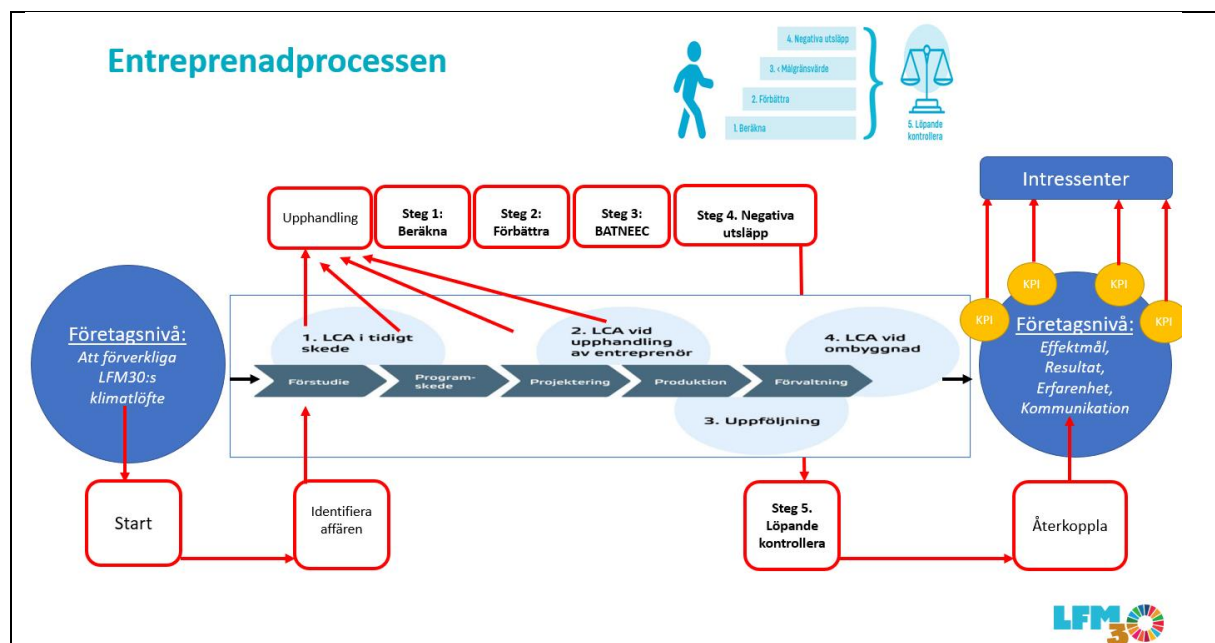 Entreprenadprocessen
4. Negativa utsläpp
3. < Målgränsvärde
2. Förbättra
1. Beräkna
5. Löpande
kontrollera
Intressenter
Upphandling
Steg 1:
Beräkna
Steg 2:
Förbättra
Steg 3:
BATNEEC
Steg 4. Negativa
utsläpp
KPI
KPI
KPI
KPI
Företagsnivå:
Att förverkliga
LFM30:s
klimatlöfte
1. LCA i tidigt
skede
2. LCA vid
upphandling
av entreprenör
4. LCA vid
ombyggnad
Förstudie
Program-
skede
Projektering
Produktion
Förvaltning
3. Uppföljning
Företagsnivå:
Effektmål,
Resultat,
Erfarenhet,
Kommunikation
Start
Identifiera
affären
Steg 5.
Löpande
kontrollera
Återkoppla
LFM
30